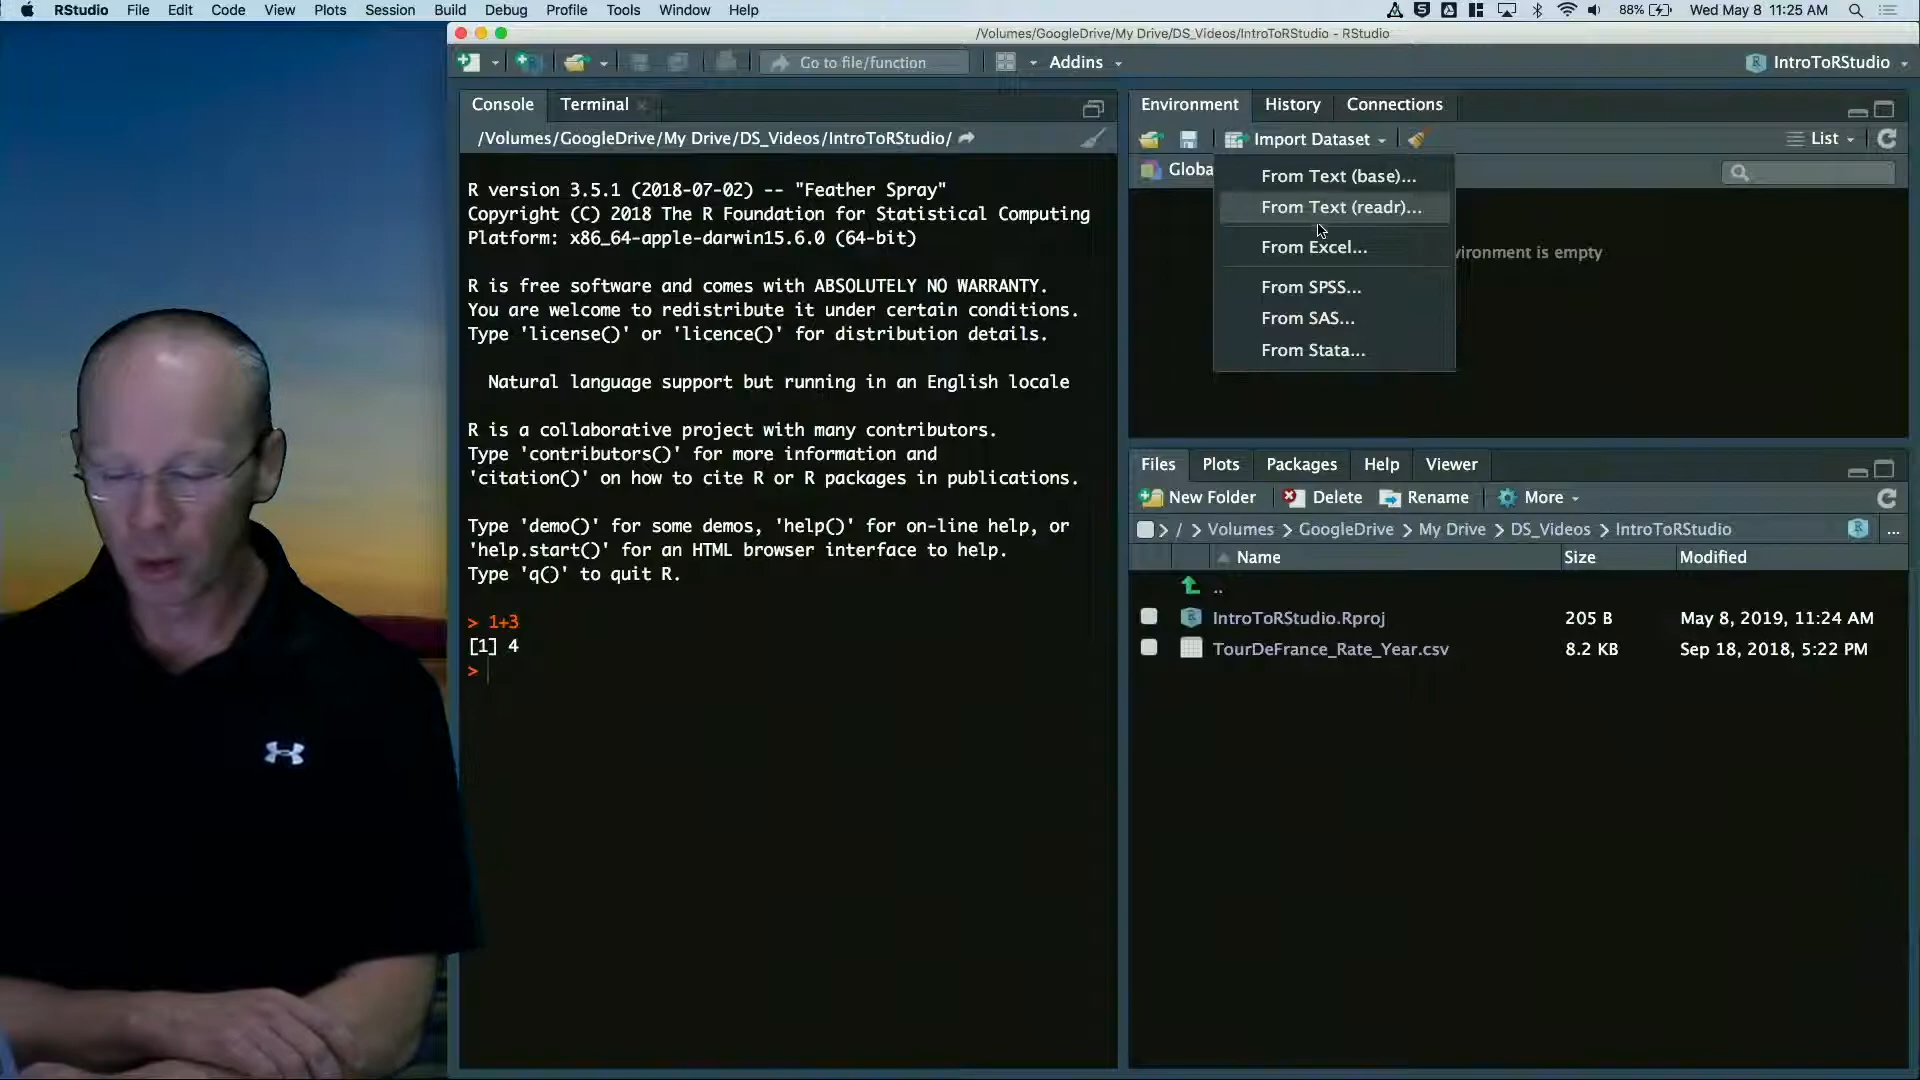 RStudio File Edit Code View Plots Session Build Debug Profile Tools Window Help
88% Wed May 8 11:25 AM
/Volumes/GoogleDrive/My Drive/DS_Videos/IntroToRStudio - RStudio
Go to file/function
Addins
IntroToRStudio
Console Terminal
/Volumes/GoogleDrive/My Drive/DS_Videos/IntroToRStudio/
R version 3.5.1 (2018-07-02) -- "Feather Spray"
Copyright (C) 2018 The R Foundation for Statistical Computing
Platform: x86_64-apple-darwin15.6.0 (64-bit)
R is free software and comes with ABSOLUTELY NO WARRANTY.
You are welcome to redistribute it under certain conditions.
Type 'license()' or 'licence()' for distribution details.
Natural language support but running in an English locale
R is a collaborative project with many contributors.
Type 'contributors()' for more information and
'citation()' on how to cite R or R packages in publications.
Type 'demo()' for some demos, 'help()' for on-line help, or
'help.start()' for an HTML browser interface to help.
Type 'q()' to quit R.
> 1+3
[1] 4
>
Environment History Connections
Import Dataset
List
Globa
From Text (base)...
From Text (readr)...
From Excel...
From SPSS...
From SAS...
From Stata...
vironment is empty
Files Plots Packages Help Viewer
New Folder Delete Rename More
/ Volumes > GoogleDrive > My Drive > DS_Videos > IntroToRStudio ...
Name Size Modified
..
IntroToRStudio.Rproj 205 B May 8, 2019, 11:24 AM
TourDeFrance_Rate_Year.csv 8.2 KB Sep 18, 2018, 5:22 PM